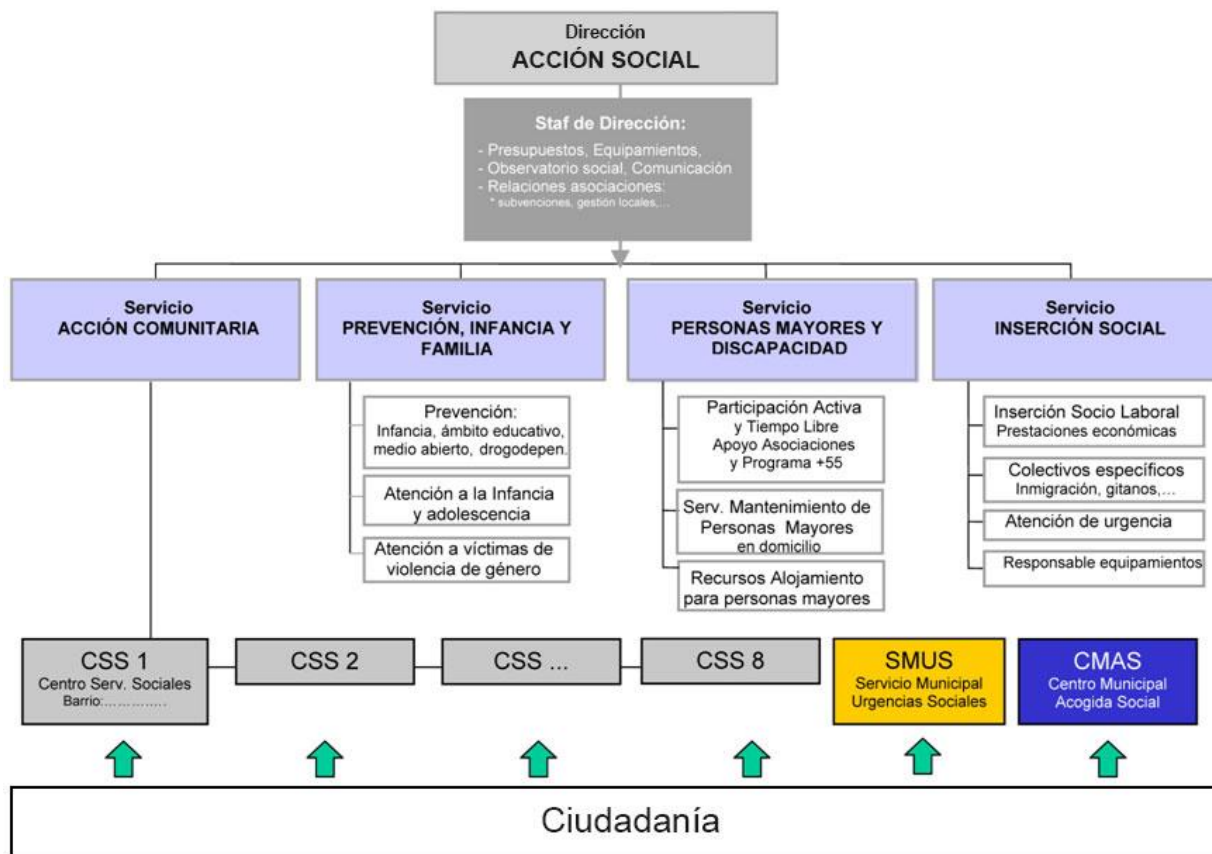 Dirección
ACCIÓN SOCIAL
Staf de Dirección:
- Presupuestos, Equipamientos,
- Observatorio social, Comunicación
- Relaciones asociaciones:
* subvenciones, gestión locales,...
Servicio
ACCIÓN COMUNITARIA
Servicio
PREVENCIÓN, INFANCIA Y
FAMILIA
Servicio
PERSONAS MAYORES Y
DISCAPACIDAD
Servicio
INSERCIÓN SOCIAL
Prevención:
Infancia, ámbito educativo,
medio abierto, drogodepen.
Atención a la Infancia
y adolescencia
Atención a víctimas de
violencia de género
Participación Activa
y Tiempo Libre
Apoyo Asociaciones
y Programa +55
Serv. Mantenimiento de
Personas Mayores
en domicilio
Recursos Alojamiento
para personas mayores
Inserción Socio Laboral
Prestaciones económicas
Colectivos específicos
Inmigración, gitanos,...
Atención de urgencia
Responsable equipamientos
CSS 1
Centro Serv. Sociales
Barrio:..............
CSS 2
CSS ...
CSS 8
SMUS
Servicio Municipal
Urgencias Sociales
CMAS
Centro Municipal
Acogida Social
Ciudadanía